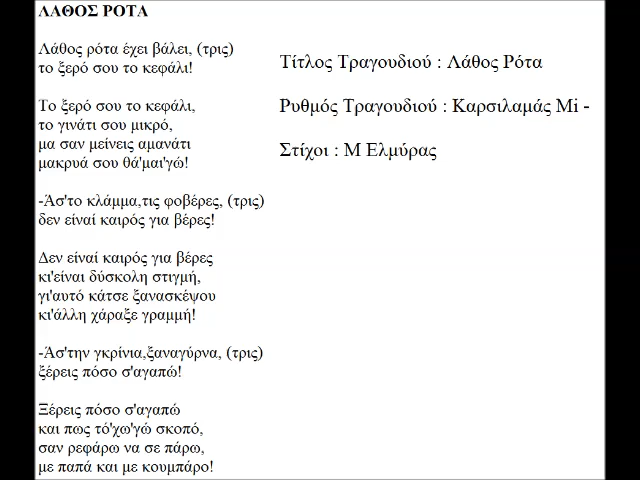 ΛΑΘΟΣ ΡΟΤΑ
Λάθος ρότα έχει βάλει, (τρις)
το ξερό σου το κεφάλι!
Το ξερό σου το κεφάλι,
το γινάτι σου μικρό,
μα σαν μείνεις αμανάτι
μακρυά σου θά'μαι'γώ!
-Άσ'το κλάμμα,τις φοβέρες, (τρις)
δεν είναί καιρός για βέρες!
Δεν είναί καιρός για βέρες
κι'είναι δύσκολη στιγμή,
γι'αυτό κάτσε ξανασκέψου
κι'άλλη χάραξε γραμμή!
-Άσ'την γκρίνια,ξαναγύρνα, (τρις)
ξέρεις πόσο σ'αγαπώ!
Ξέρεις πόσο σ'αγαπώ
και πως τό'χω'γώ σκοπό,
σαν ρεφάρω να σε πάρω,
με παπά και με κουμπάρο!
Τίτλος Τραγουδιού : Λάθος Ρότα
Ρυθμός Τραγουδιού : Καρσιλαμάς Mi -
Στίχοι : Μ Ελμύρας